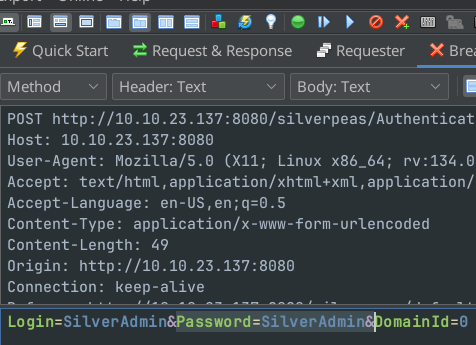 Quick Start
Request & Response
Requester
Method
Header: Text
Body: Text
POST http://10.10.23.137:8080/silverpeas/
Host: 10.10.23.137:8080
User-Agent: Mozilla/5.0 (X11; Linux x86_64; rv:134.0
Accept: text/html,application/xhtml+xml,application/
Accept-Language: en-US,en;q=0.5
Content-Type: application/x-www-form-urlencoded
Content-Length: 49
Origin: http://10.10.23.137:8080
Connection: keep-alive
Login=SilverAdmin&Password=SilverAdmin&DomainId=0